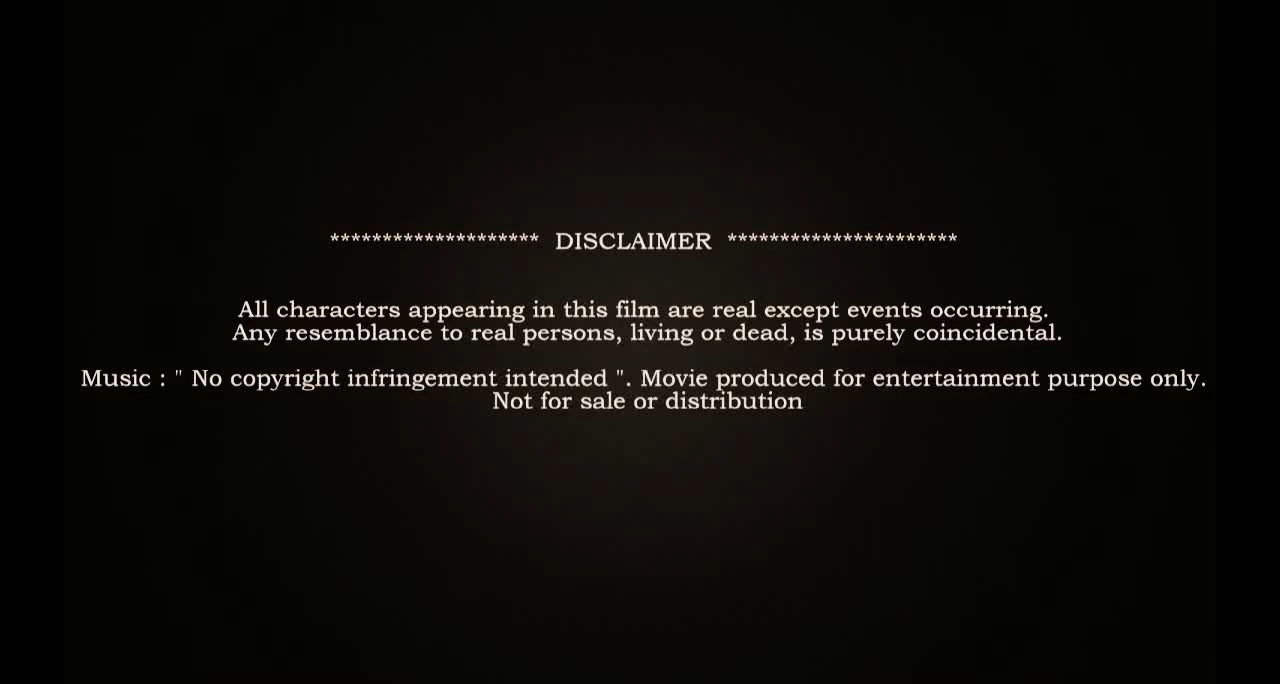 ******************** DISCLAIMER **********************
All characters appearing in this film are real except events occurring.
Any resemblance to real persons, living or dead, is purely coincidental.
Music : " No copyright infringement intended ". Movie produced for entertainment purpose only.
Not for sale or distribution